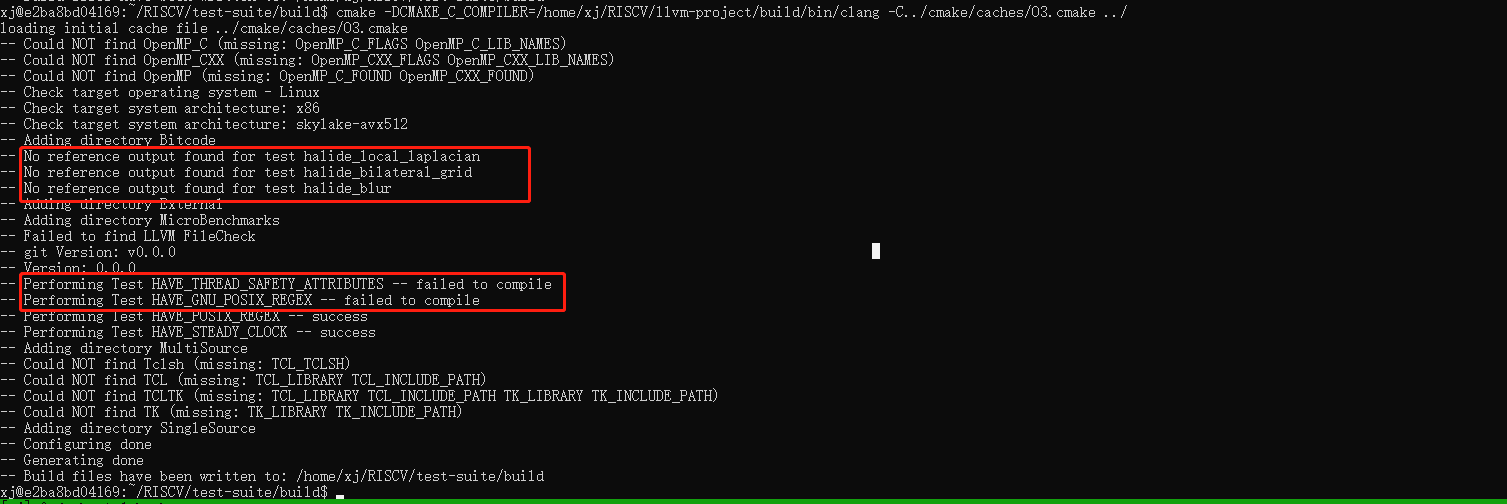 xj@e2ba8bd04169:~/RISCV/test-suite/build$ cmake -DCMAKE_C_COMPILER=/home/xj/RISCV/llvm-project/build/bin/clang -C../cmake/caches/O3.cmake ../
loading initial cache file ../cmake/caches/O3.cmake
-- Could NOT find OpenMP_C (missing: OpenMP_C_FLAGS OpenMP_C_LIB_NAMES)
-- Could NOT find OpenMP_CXX (missing: OpenMP_CXX_FLAGS OpenMP_CXX_LIB_NAMES)
-- Could NOT find OpenMP (missing: OpenMP_C_FOUND OpenMP_CXX_FOUND)
-- Check target operating system - Linux
-- Check target system architecture: x86
-- Check target system architecture: skylake-avx512
-- Adding directory Bitcode
-- No reference output found for test halide_local_laplacian
-- No reference output found for test halide_bilateral_grid
-- No reference output found for test halide_blur
-- Adding directory External
-- Adding directory MicroBenchmarks
-- Failed to find LLVM FileCheck
-- git Version: v0.0.0
-- Version: 0.0.0
-- Performing Test HAVE_THREAD_SAFETY_ATTRIBUTES -- failed to compile
-- Performing Test HAVE_GNU_POSIX_REGEX -- failed to compile
-- Performing Test HAVE_POSIX_REGEX -- success
-- Performing Test HAVE_STEADY_CLOCK -- success
-- Adding directory MultiSource
-- Could NOT find Tclsh (missing: TCL_TCLSH)
-- Could NOT find TCL (missing: TCL_LIBRARY TCL_INCLUDE_PATH)
-- Could NOT find TCLTK (missing: TCL_LIBRARY TCL_INCLUDE_PATH TK_LIBRARY TK_INCLUDE_PATH)
-- Could NOT find TK (missing: TK_LIBRARY TK_INCLUDE_PATH)
-- Adding directory SingleSource
-- Configuring done
-- Generating done
-- Build files have been written to: /home/xj/RISCV/test-suite/build
xj@e2ba8bd04169:~/RISCV/test-suite/build$